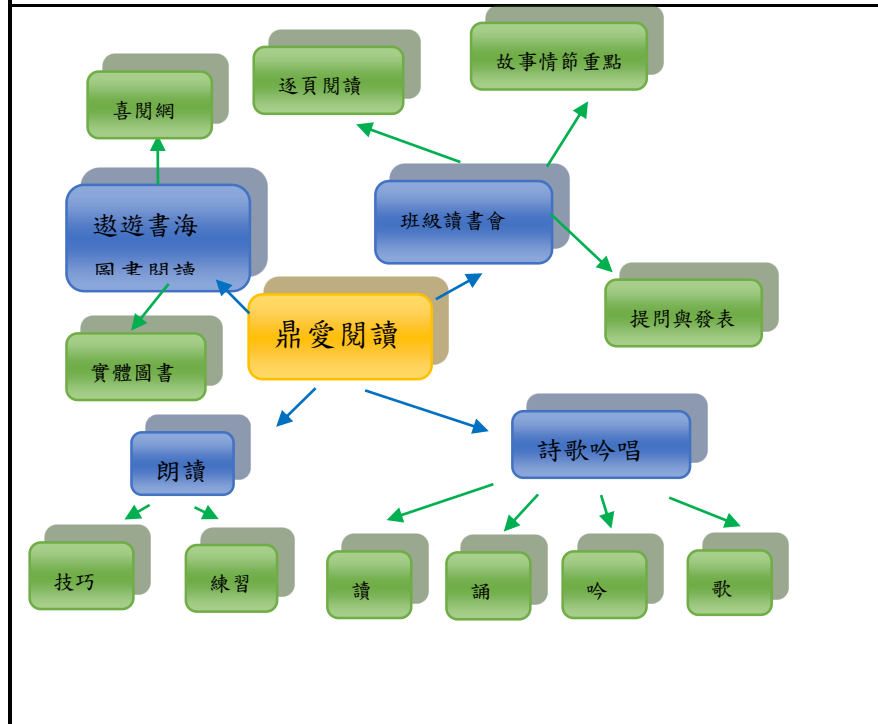 故事情節重點
逐頁閱讀
喜閱網
遨遊書海
圖書閱讀
班級讀書會
提問與發表
鼎愛閱讀
實體圖書
詩歌吟唱
朗讀
技巧
練習
讀
誦
吟
歌